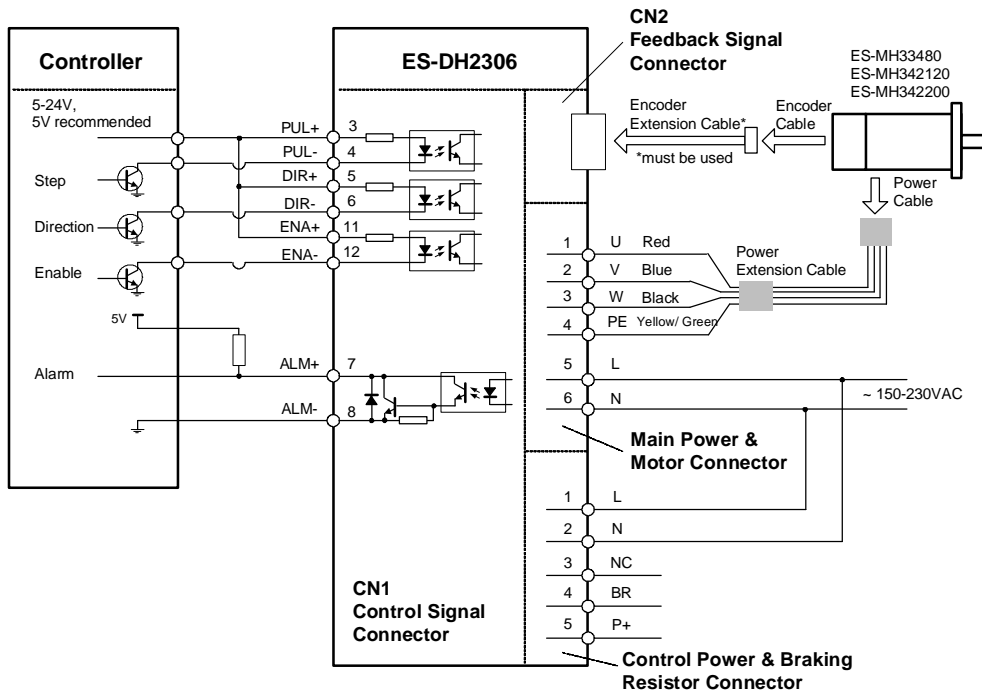 Controller
5-24V,
5V recommended
Step
Direction
Enable
5V
Alarm
ES-DH2306
PUL+ 3
PUL- 4
DIR+ 5
DIR- 6
ENA+ 11
ENA- 12
ALM+ 7
ALM- 8
CN1
Control Signal
Connector
CN2
Feedback Signal
Connector
Encoder
Extension Cable*
*must be used
Encoder
Cable
ES-MH33480
ES-MH342120
ES-MH342200
Power
Cable
Power
Extension Cable
1 U Red
2 V Blue
3 W Black
4 PE Yellow/ Green
5 L
6 N
~ 150-230VAC
Main Power &
Motor Connector
1 L
2 N
3 NC
4 BR
5 P+
Control Power & Braking
Resistor Connector